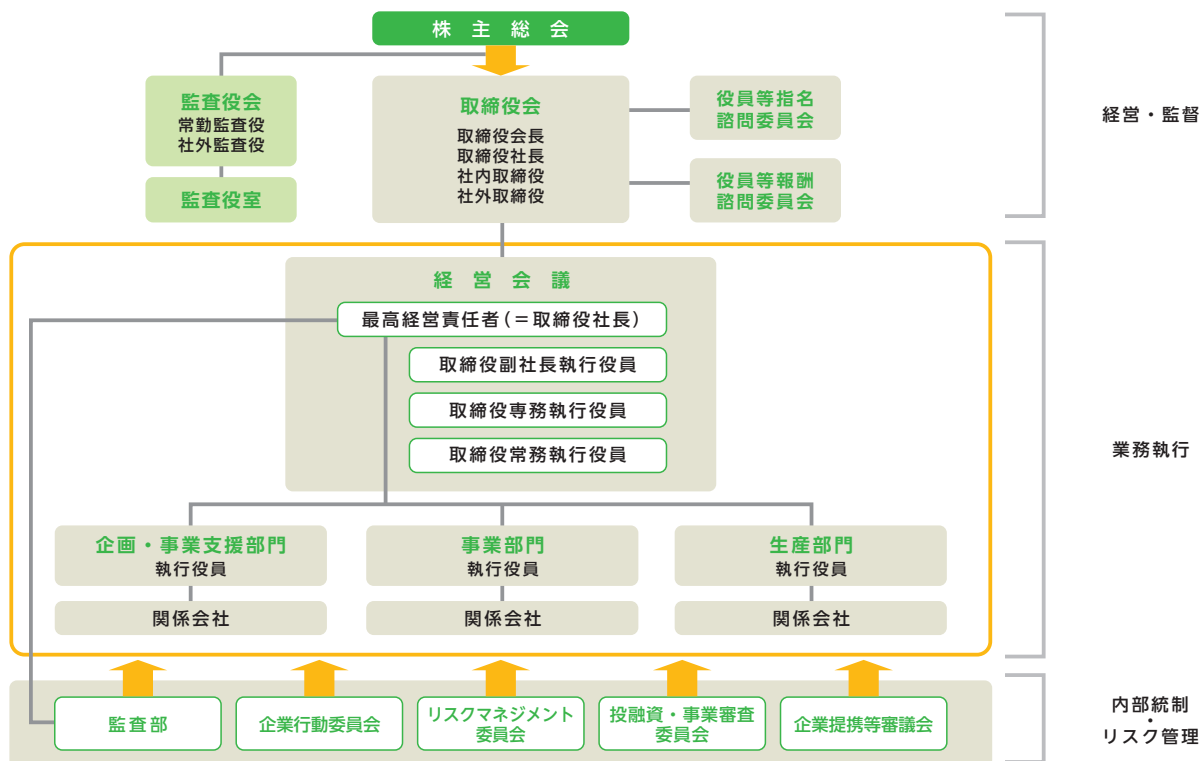 株主総会
監査役会
常勤監査役
社外監査役
監査役室
取締役会
取締役会長
取締役社長
社内取締役
社外取締役
役員等指名
諮問委員会
役員等報酬
諮問委員会
経営・監督
経営会議
最高経営責任者（＝取締役社長）
取締役副社長執行役員
取締役専務執行役員
取締役常務執行役員
業務執行
企画・事業支援部門
執行役員
関係会社
事業部門
執行役員
関係会社
生産部門
執行役員
関係会社
監査部
企業行動委員会
リスクマネジメント
委員会
投融資・事業審査
委員会
企業提携等審議会
内部統制
・
リスク管理